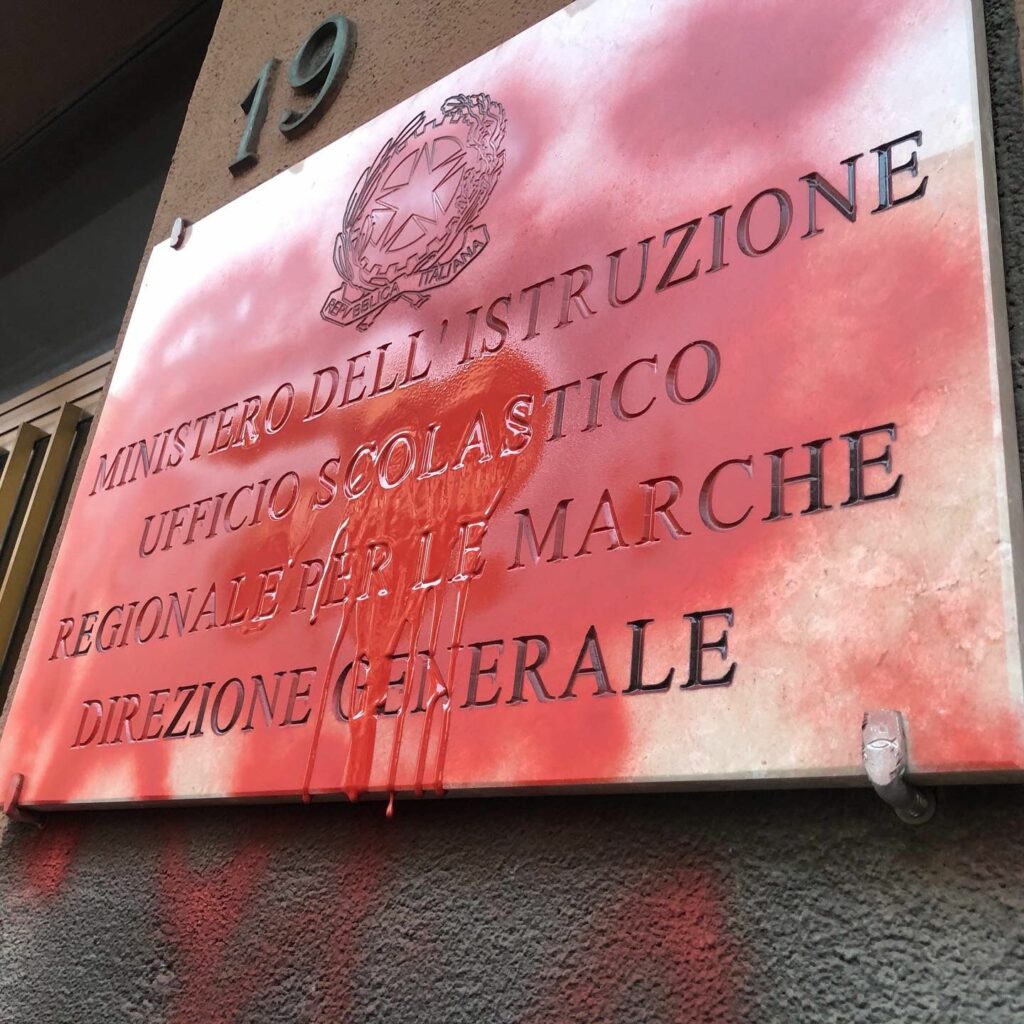 19
REPVBBLICA ITALIANA
MINISTERO DELL'ISTRUZIONE
UFFICIO SCOLASTICO
REGIONALE PER LE MARCHE
DIREZIONE GENERALE